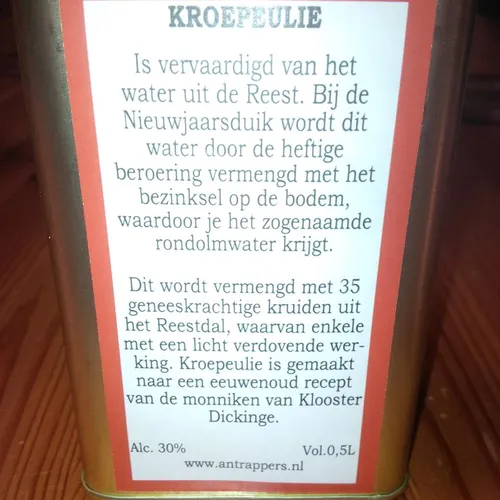 KROEPEULIE
Is vervaardigd van het
water uit de Reest. Bij de
Nieuwjaarsduik wordt dit
water door de heftige
beroering vermengd met het
bezinksel op de bodem,
waardoor je het zogenaamde
rondolmwater krijgt.
Dit wordt vermengd met 35
geneeskrachtige kruiden uit
het Reestdal, waarvan enkele
met een licht verdovende wer-
king. Kroepeulie is gemaakt
naar een eeuwenoud recept
van de monniken van Klooster
Dickinge.
Alc. 30% Vol.0,5L
www.antrappers.nl